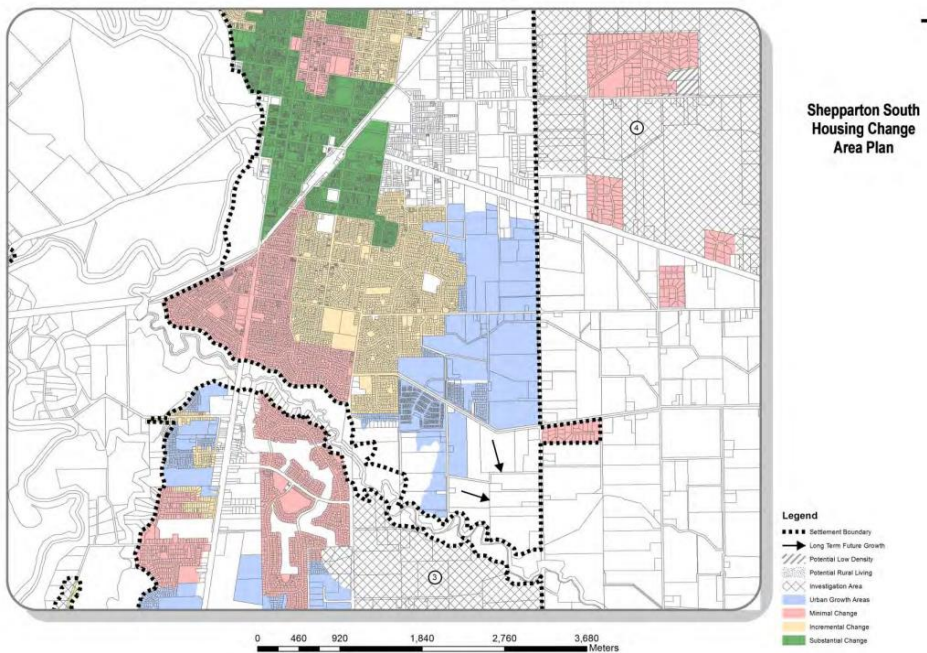 Shepparton South
Housing Change
Area Plan
4
3
Legend
Settlement Boundary
Long Term Future Growth
Potential Low Density
Potential Rural Living
Investigation Area
Urban Growth Areas
Minimal Change
Incremental Change
Substantial Change
0 460 920 1,840 2,760 3,680
Meters